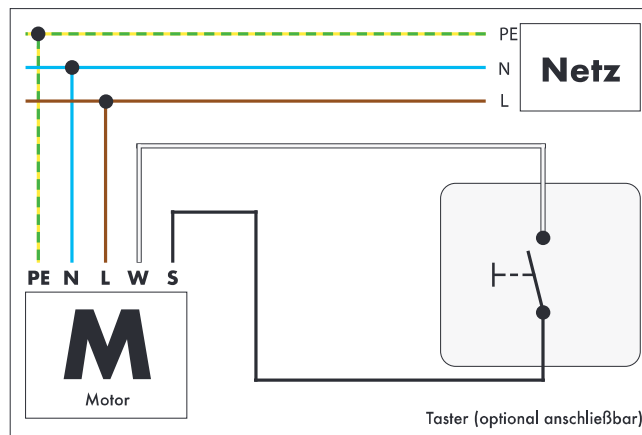 PE
N
L
Netz
PE N L W S
M
Motor
Taster (optional anschließbar)